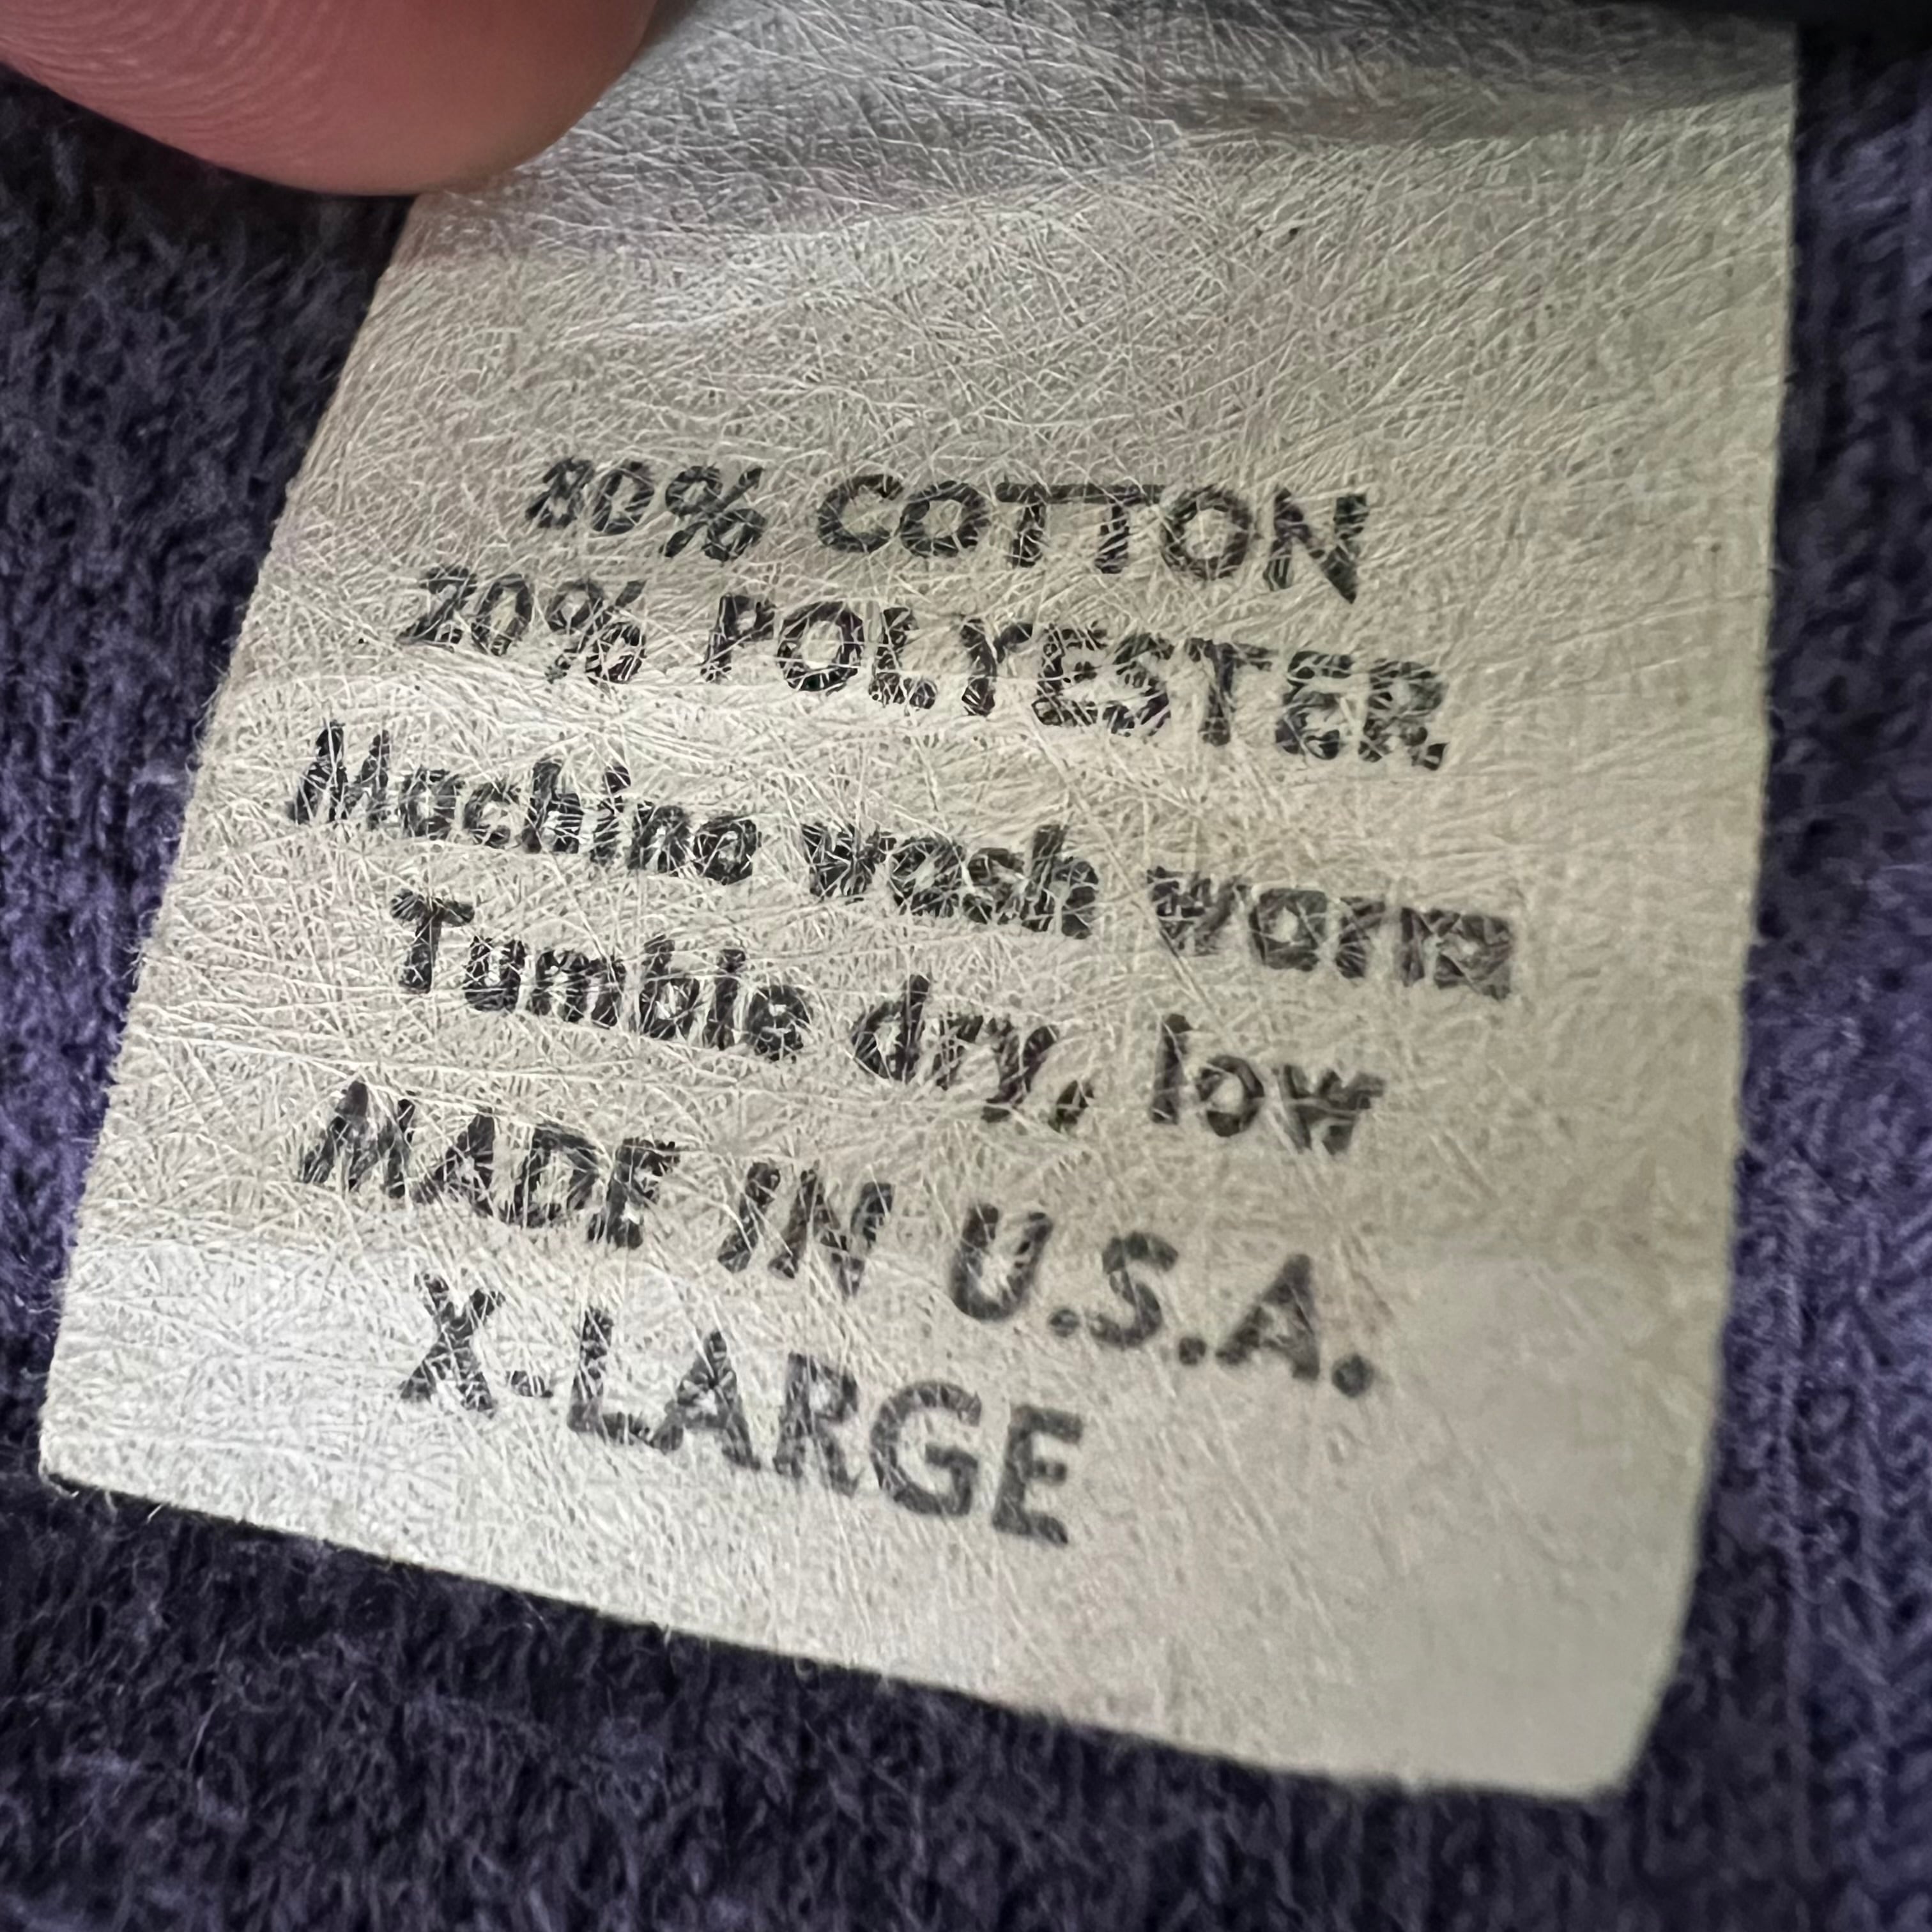 80% COTTON
20% POLYESTER
Machine wash warm
Tumble dry, low
MADE IN U.S.A.
X-LARGE